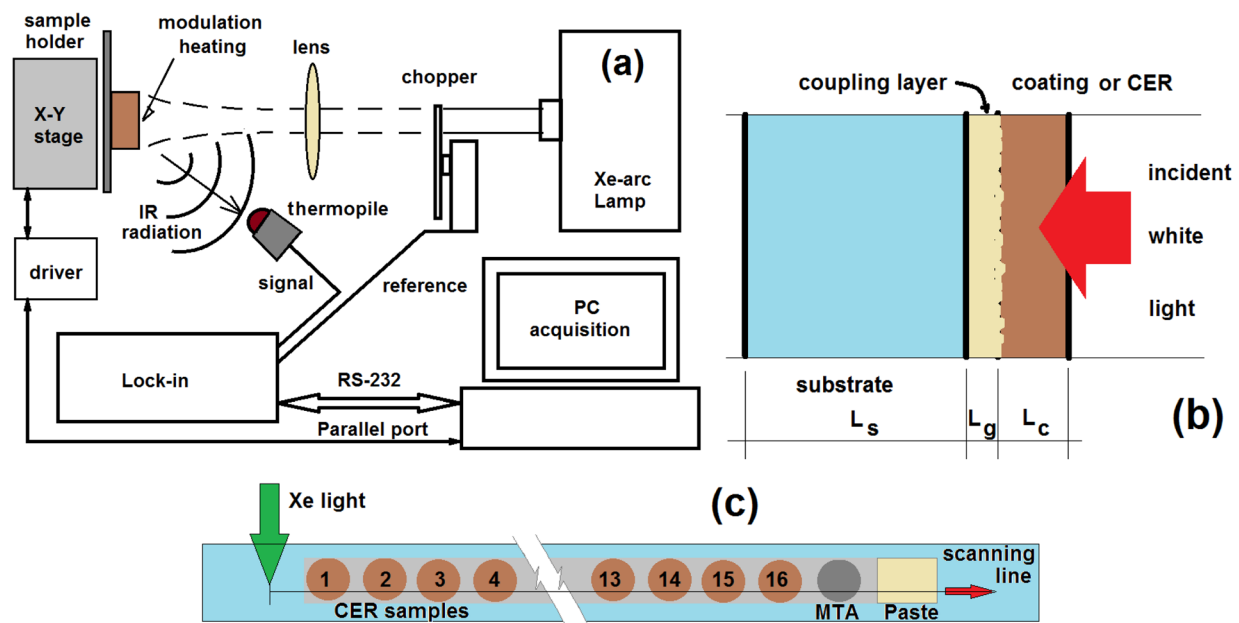 sample
holder
modulation
heating
lens
chopper
(a)
X-Y
stage
Xe-arc
Lamp
IR
radiation
thermopile
driver
signal
reference
PC
acquisition
Lock-in
RS-232
Parallel port
coupling layer
coating or CER
incident
white
light
substrate
Ls
Lg
Lc
(b)
(c)
Xe light
1 2 3 4 13 14 15 16
scanning
line
CER samples
MTA
Paste